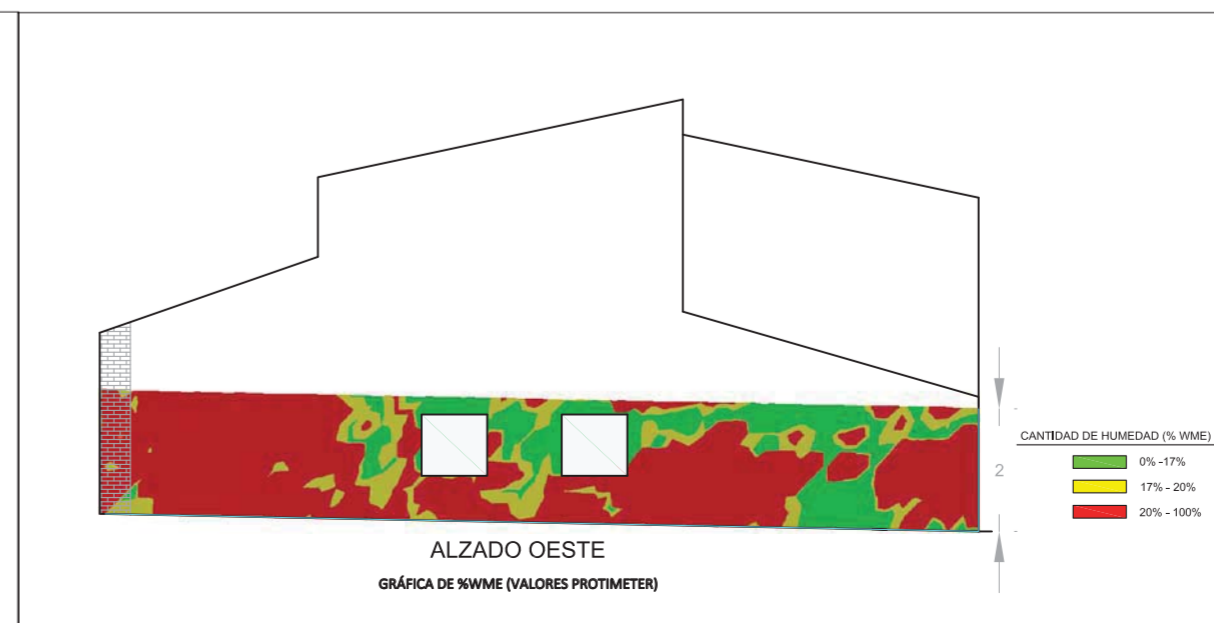 2
CANTIDAD DE HUMEDAD (% WME)
0% -17%
17% - 20%
20% - 100%
ALZADO OESTE
GRÁFICA DE %WME (VALORES PROTIMETER)